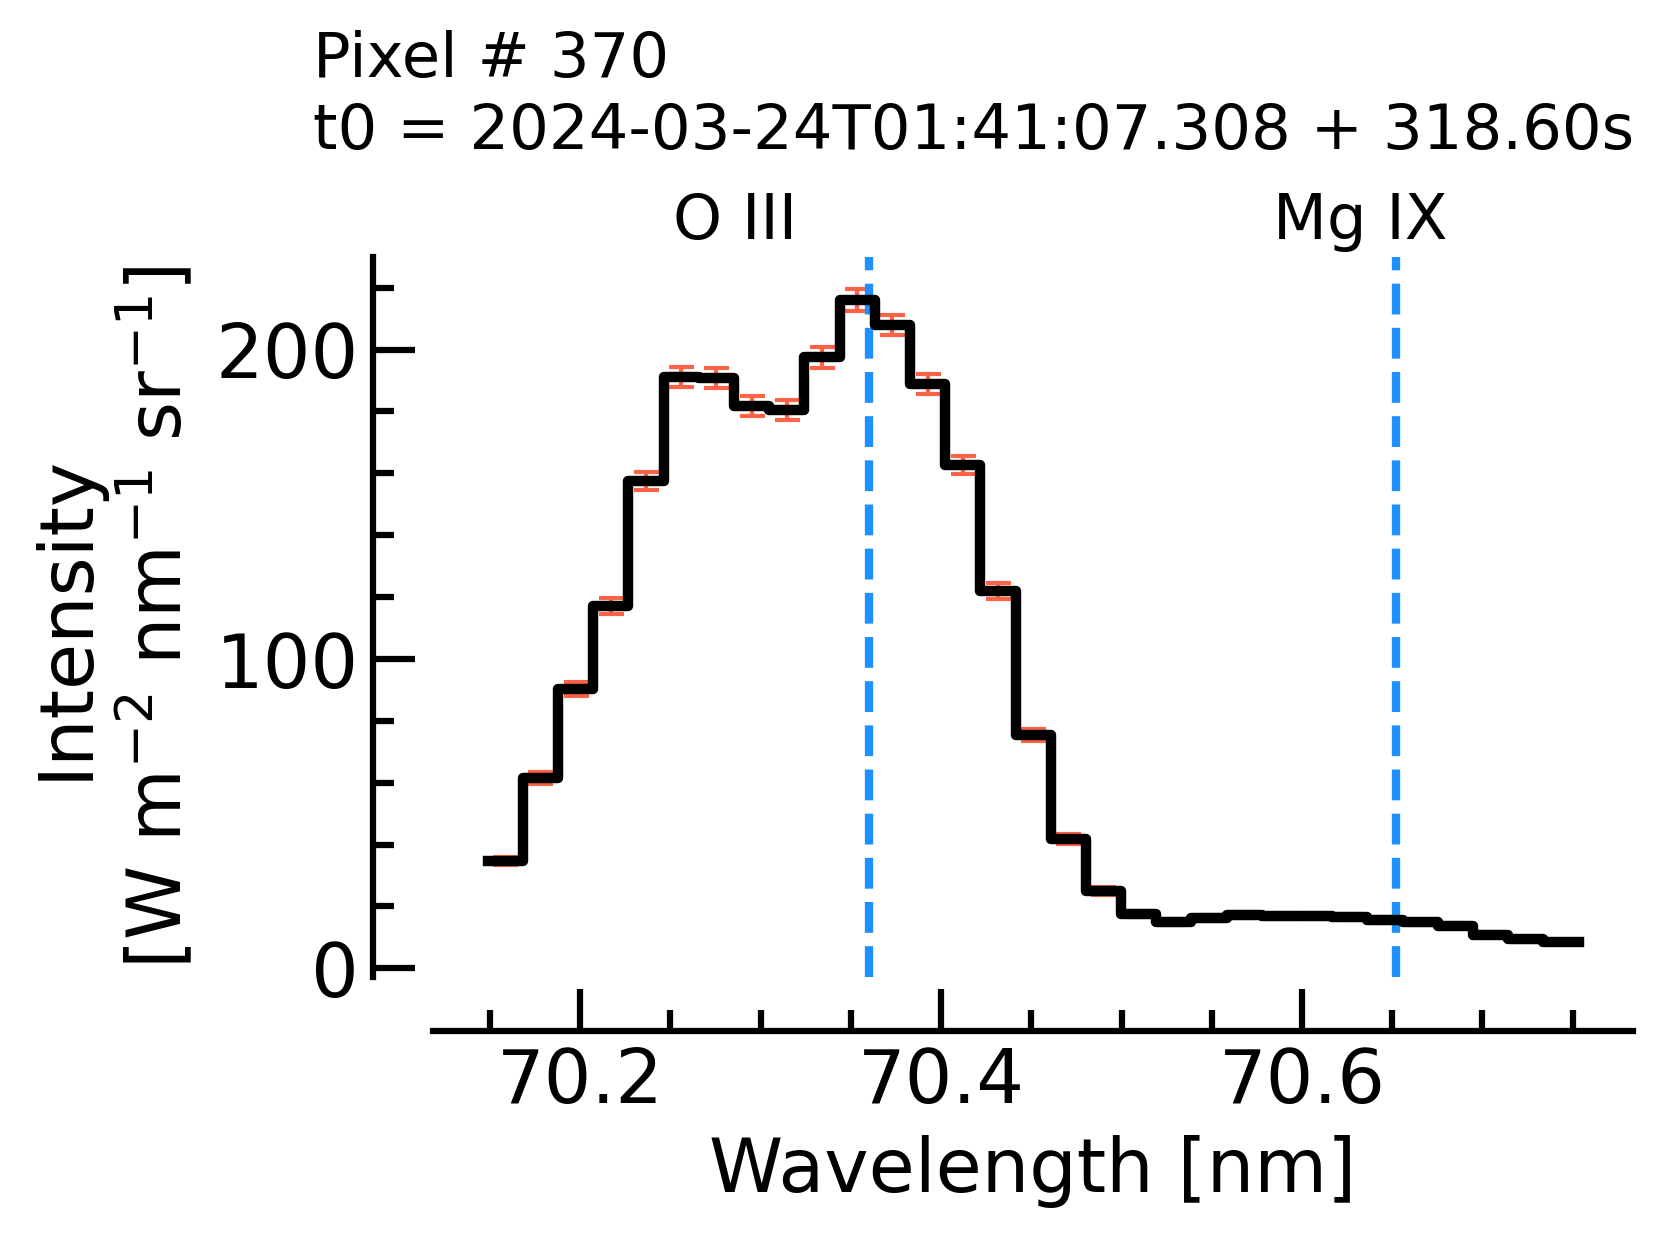 Pixel # 370
t0 = 2024-03-24T01:41:07.308 + 318.60s
O III
Mg IX
Intensity
[W m⁻² nm⁻¹ sr⁻¹]
200
100
0
70.2
70.4
70.6
Wavelength [nm]